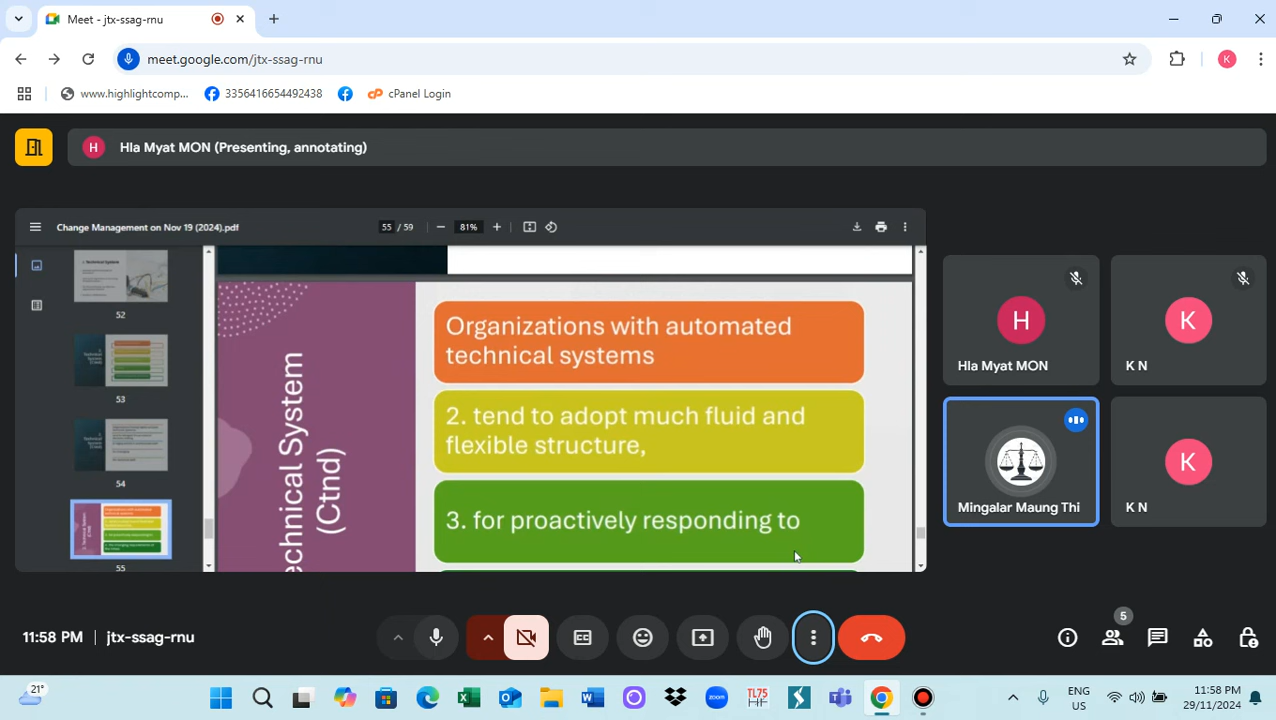 Meet - jtx-ssag-rnu
meet.google.com/jtx-ssag-rnu
K
www.highlightcomp...
3356416654492438
cPanel Login
H
Hla Myat MON (Presenting, annotating)
Change Management on Nov 19 (2024).pdf
55 / 59
81%
52
53
54
55
echnical System
(Ctnd)
Organizations with automated
technical systems
2. tend to adopt much fluid and
flexible structure,
3. for proactively responding to
H
Hla Myat MON
K
K N
Mingalar Maung Thi
K
K N
11:58 PM
jtx-ssag-rnu
5
21°
zoom
TL75
ENG
US
11:58 PM
29/11/2024